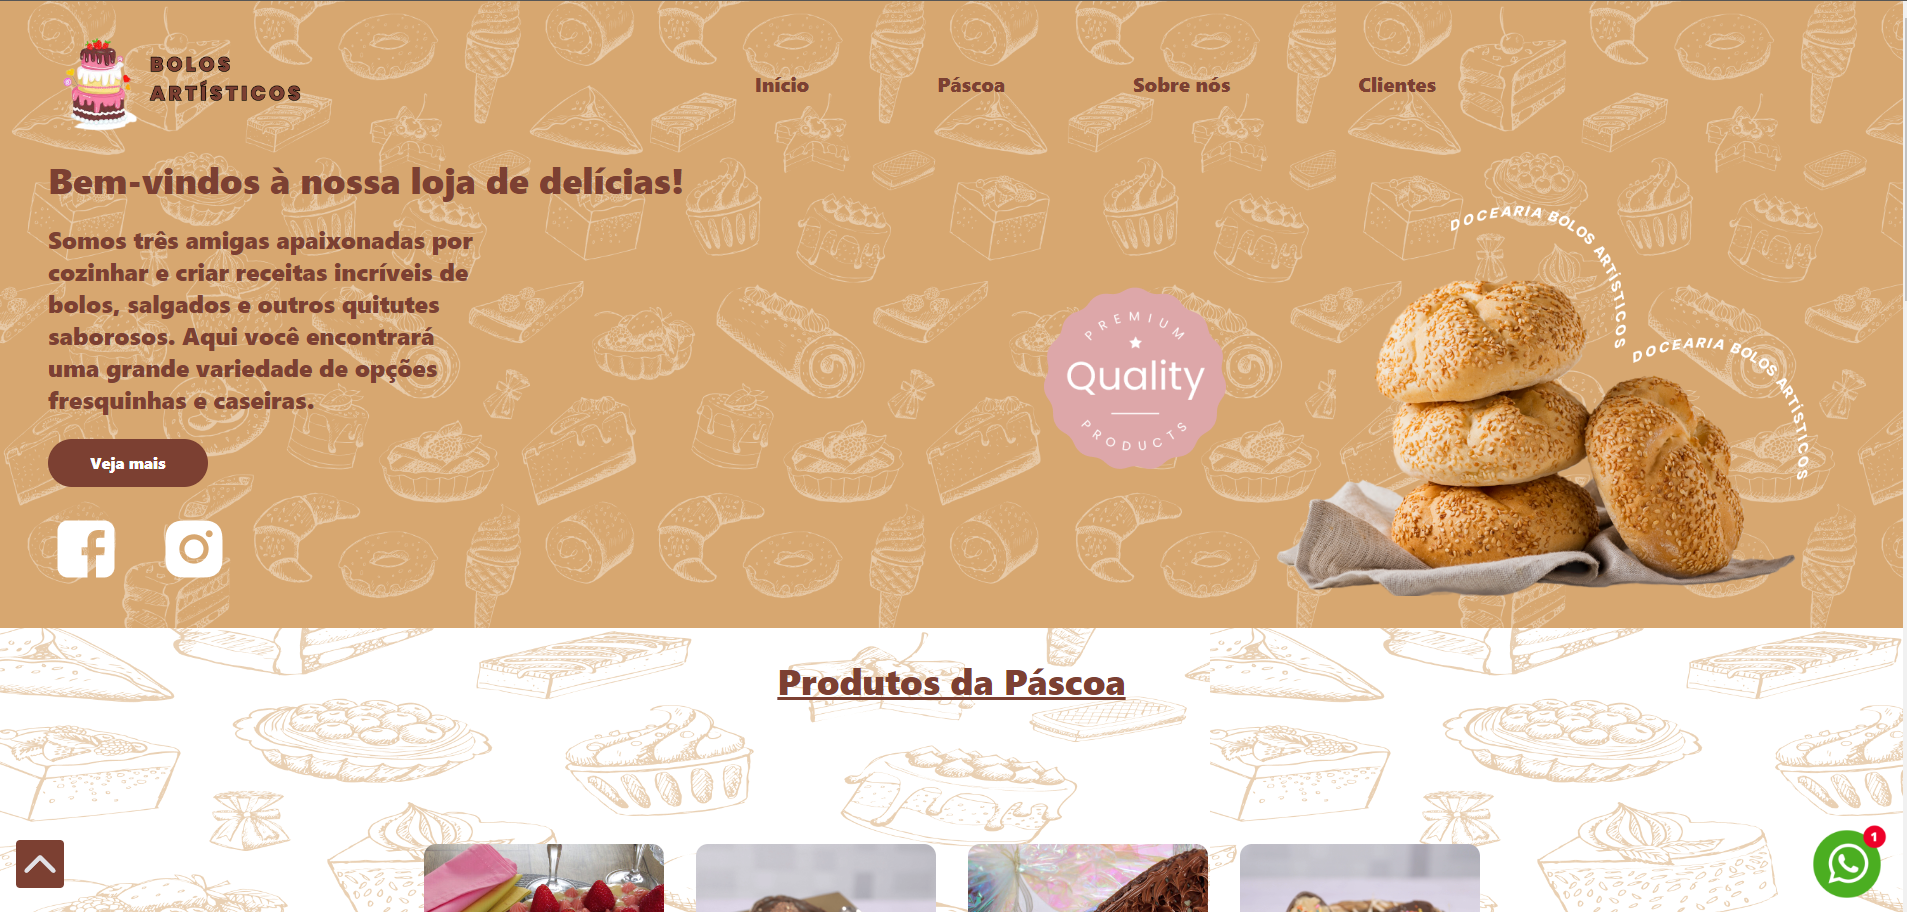 BOLOS
ARTÍSTICOS
Início
Páscoa
Sobre nós
Clientes
Bem-vindos à nossa loja de delícias!
Somos três amigas apaixonadas por
cozinhar e criar receitas incríveis de
bolos, salgados e outros quitutes
saborosos. Aqui você encontrará
uma grande variedade de opções
fresquinhas e caseiras.
Veja mais
PREMIUM
Quality
PRODUCTS
DOCEARIA BOLOS ARTÍSTICOS
DOCEARIA BOLOS ARTÍSTICOS
Produtos da Páscoa
1